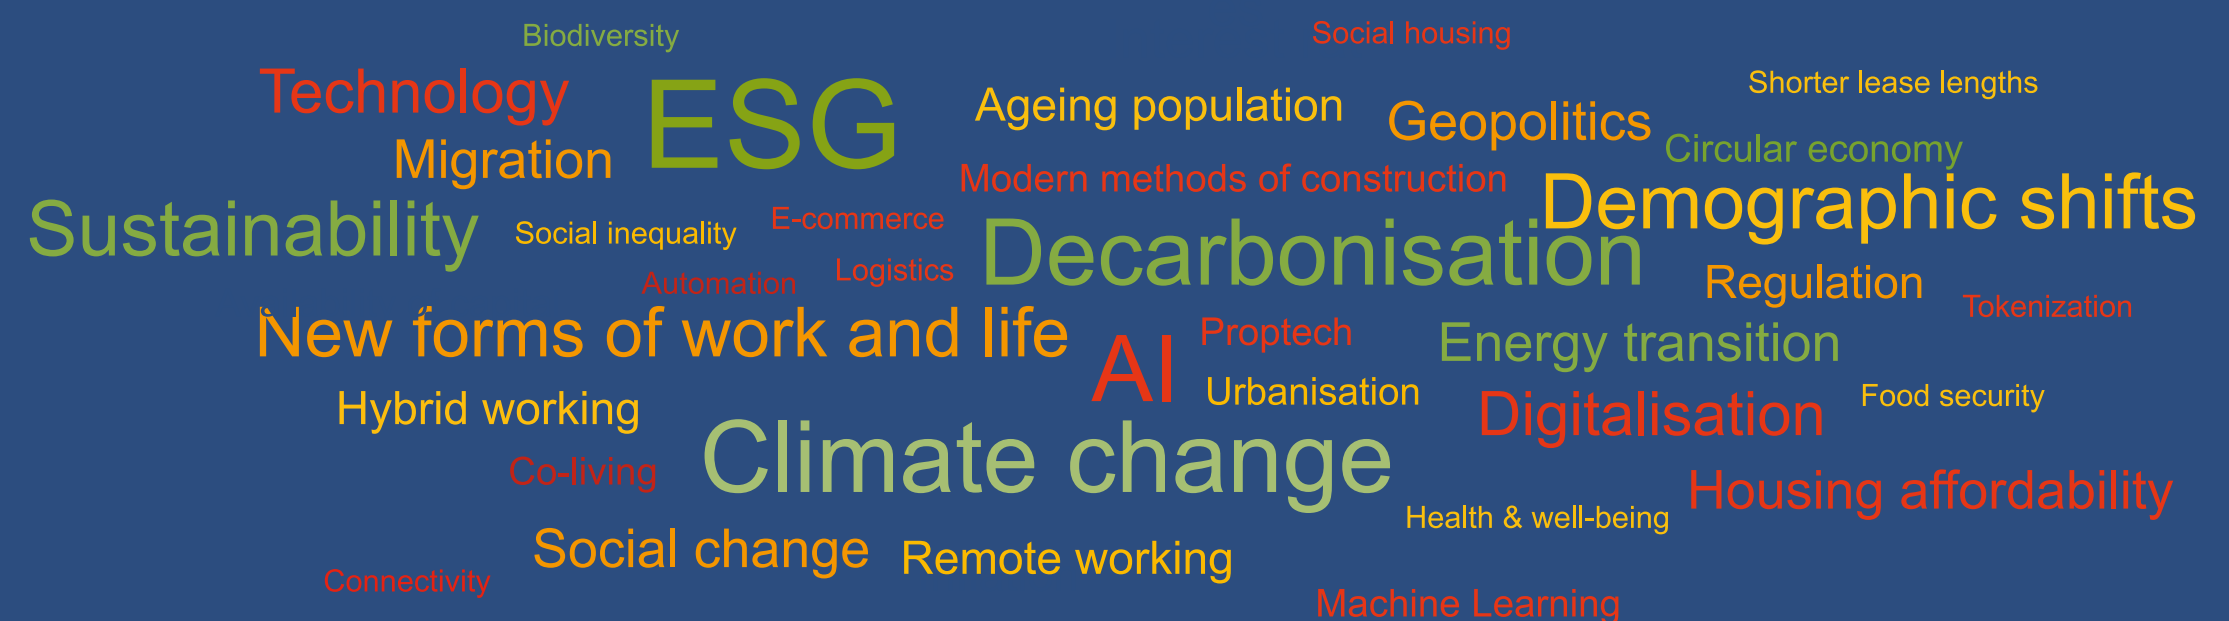 Biodiversity
Social housing
Technology
ESG
Ageing population
Geopolitics
Shorter lease lengths
Migration
Modern methods of construction
Circular economy
Demographic shifts
Sustainability
Social inequality
E-commerce
Decarbonisation
Automation
Logistics
Regulation
Tokenization
New forms of work and life
AI
Proptech
Energy transition
Hybrid working
Urbanisation
Digitalisation
Food security
Co-living
Climate change
Housing affordability
Health & well-being
Social change
Remote working
Connectivity
Machine Learning